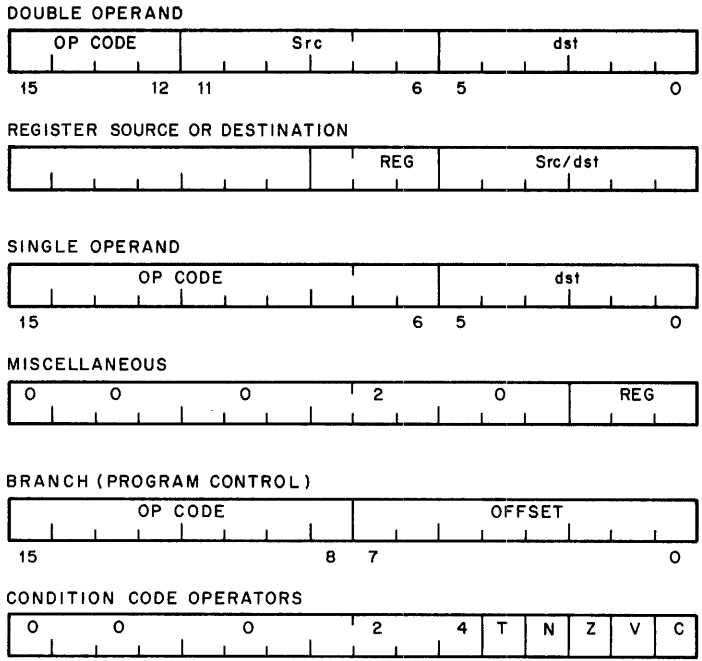 DOUBLE OPERAND
OP CODE Src dst
15 12 11 6 5 0
REGISTER SOURCE OR DESTINATION
REG Src/dst
SINGLE OPERAND
OP CODE dst
15 6 5 0
MISCELLANEOUS
0 0 0 2 0 REG
BRANCH (PROGRAM CONTROL)
OP CODE OFFSET
15 8 7 0
CONDITION CODE OPERATORS
0 0 0 2 4 T N Z V C